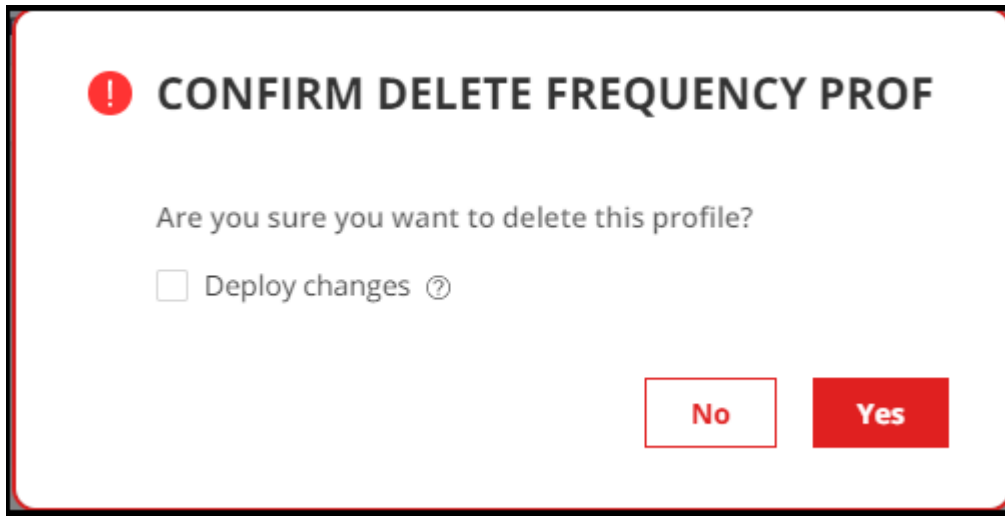 CONFIRM DELETE FREQUENCY PROF
Are you sure you want to delete this profile?
Deploy changes
No Yes